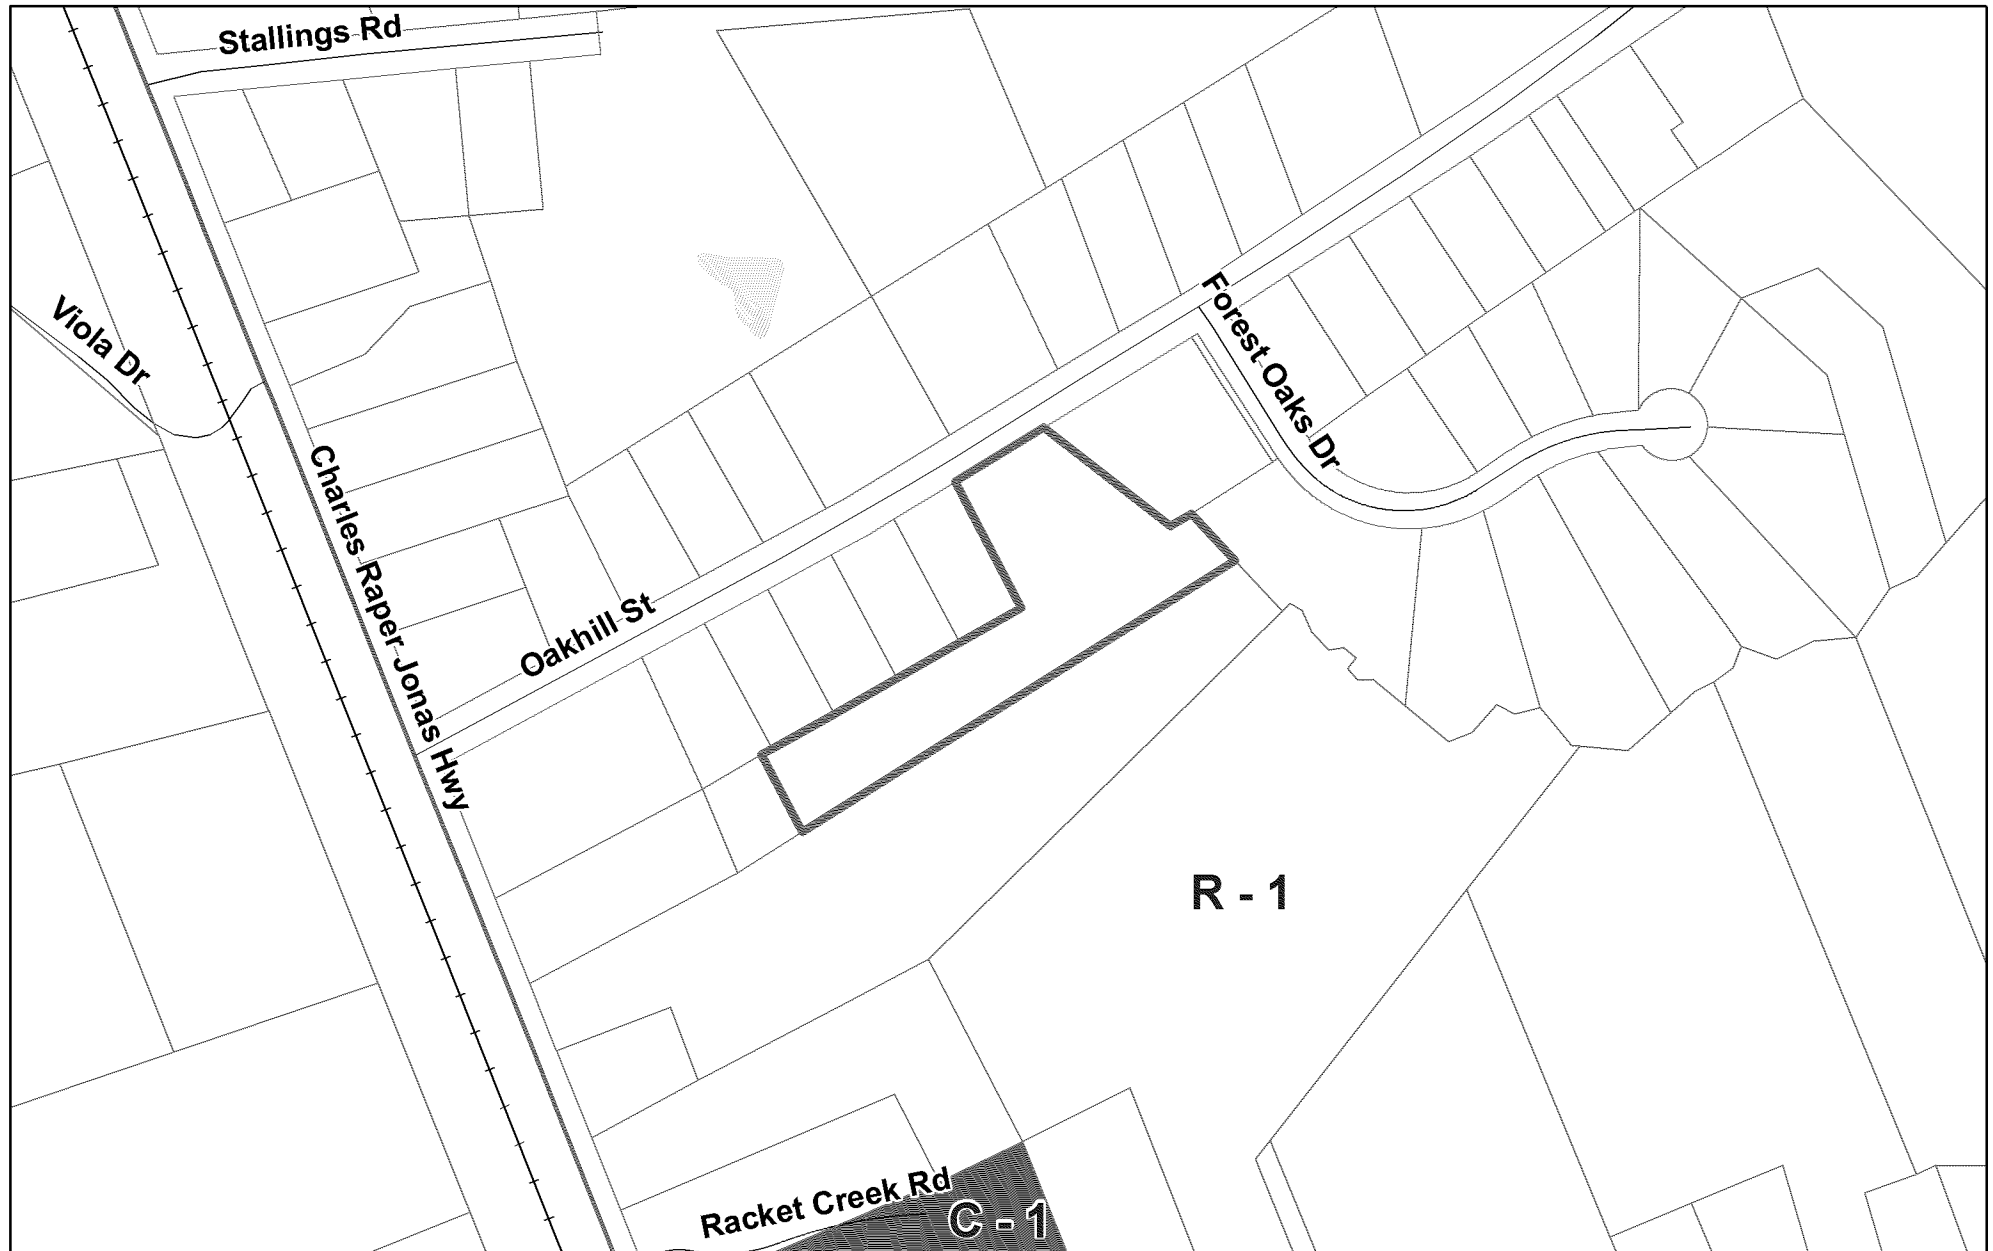 Stallings Rd
Viola Dr
Forest Oaks Dr
Charles Raper Jonas Hwy
Oakhill St
R - 1
Racket Creek Rd
C - 1